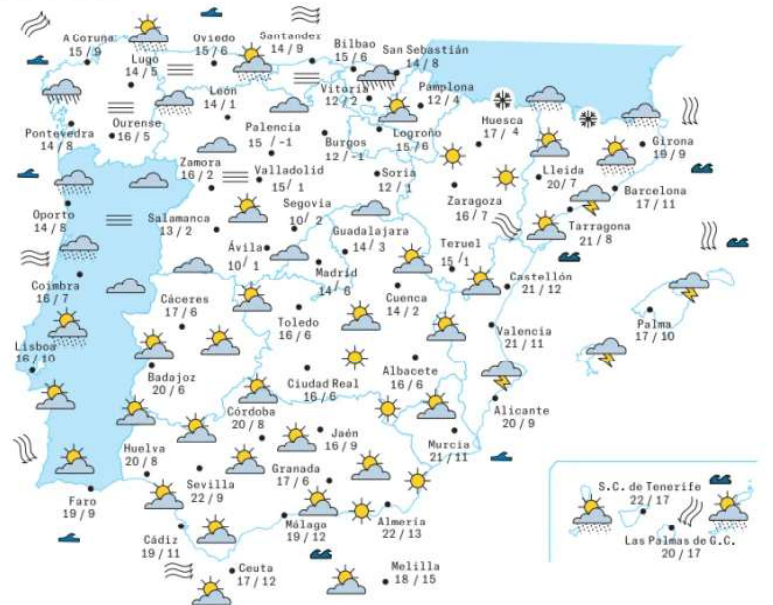 A Coruña
15 / 9
Lugo
14 / 5
Oviedo
15 / 6
Santander
14 / 9
Bilbao
15 / 6
San Sebastián
14 / 8
Vitoria
12 / 2
Pamplona
12 / 4
Pontevedra
14 / 8
Ourense
16 / 5
León
14 / 1
Palencia
15 / -1
Burgos
12 / -1
Logroño
15 / 6
Huesca
17 / 4
Girona
19 / 9
Zamora
16 / 2
Valladolid
15 / 1
Soria
12 / 1
Zaragoza
16 / 7
Lleida
20 / 7
Barcelona
17 / 11
Tarragona
21 / 8
Oporto
14 / 8
Salamanca
13 / 2
Segovia
10 / 2
Guadalajara
14 / 3
Teruel
15 / 1
Ávila
10 / 1
Madrid
14 / 6
Castellón
21 / 12
Coimbra
16 / 7
Cáceres
17 / 6
Toledo
16 / 6
Cuenca
14 / 2
Valencia
21 / 11
Palma
17 / 10
Lisboa
16 / 10
Badajoz
20 / 6
Ciudad Real
16 / 6
Albacete
16 / 6
Alicante
20 / 9
Córdoba
20 / 8
Jaén
16 / 9
Murcia
21 / 11
Huelva
20 / 8
Sevilla
22 / 9
Granada
17 / 6
Faro
19 / 9
Cádiz
19 / 11
Málaga
19 / 12
Almería
22 / 13
Ceuta
17 / 12
Melilla
18 / 15
S.C. de Tenerife
22 / 17
Las Palmas de G.C.
20 / 17